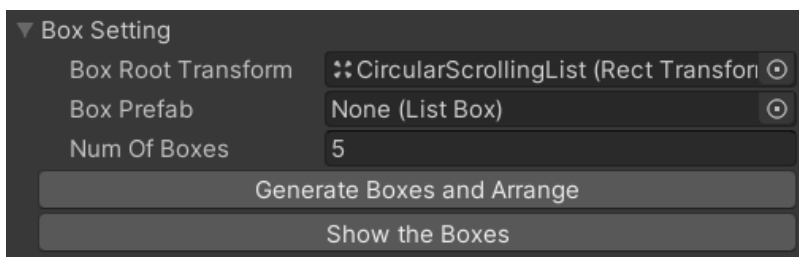 Box Setting
Box Root Transform CircularScrollingList (Rect Transfor
Box Prefab None (List Box)
Num Of Boxes 5
Generate Boxes and Arrange
Show the Boxes